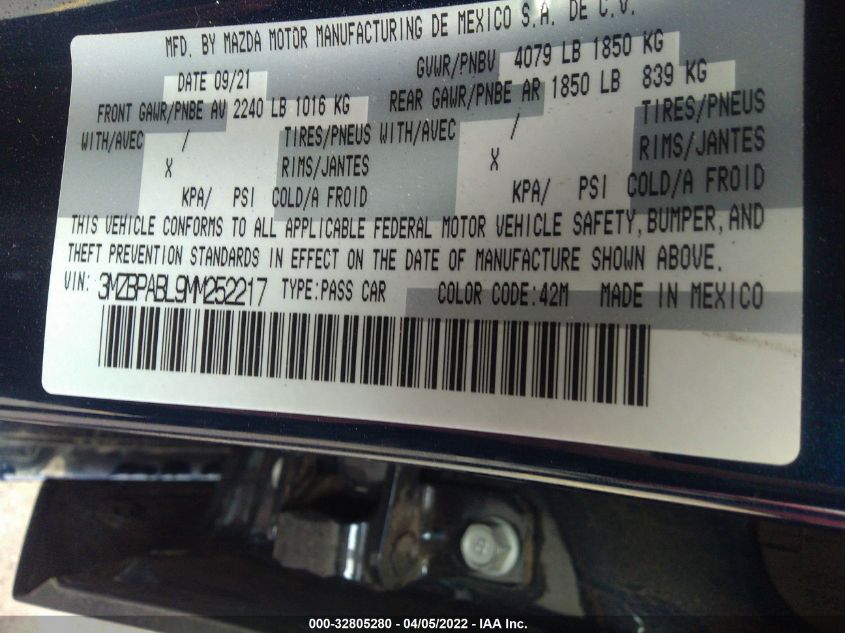 MFD. BY MAZDA MOTOR MANUFACTURING DE MEXICO S.A. DE C.V.
DATE 09/21 GVWR/PNBV 4079 LB 1850 KG
FRONT GAWR/PNBE AV 2240 LB 1016 KG REAR GAWR/PNBE AR 1850 LB 839 KG
WITH/AVEC / TIRES/PNEUS WITH/AVEC / TIRES/PNEUS
X RIMS/JANTES X RIMS/JANTES
KPA/ PSI COLD/A FROID KPA/ PSI COLD/A FROID
THIS VEHICLE CONFORMS TO ALL APPLICABLE FEDERAL MOTOR VEHICLE SAFETY, BUMPER, AND
THEFT PREVENTION STANDARDS IN EFFECT ON THE DATE OF MANUFACTURE SHOWN ABOVE.
VIN: 3MZBPABL9MM252217 TYPE:PASS CAR COLOR CODE:42M MADE IN MEXICO
000-32805280 - 04/05/2022 - IAA Inc.